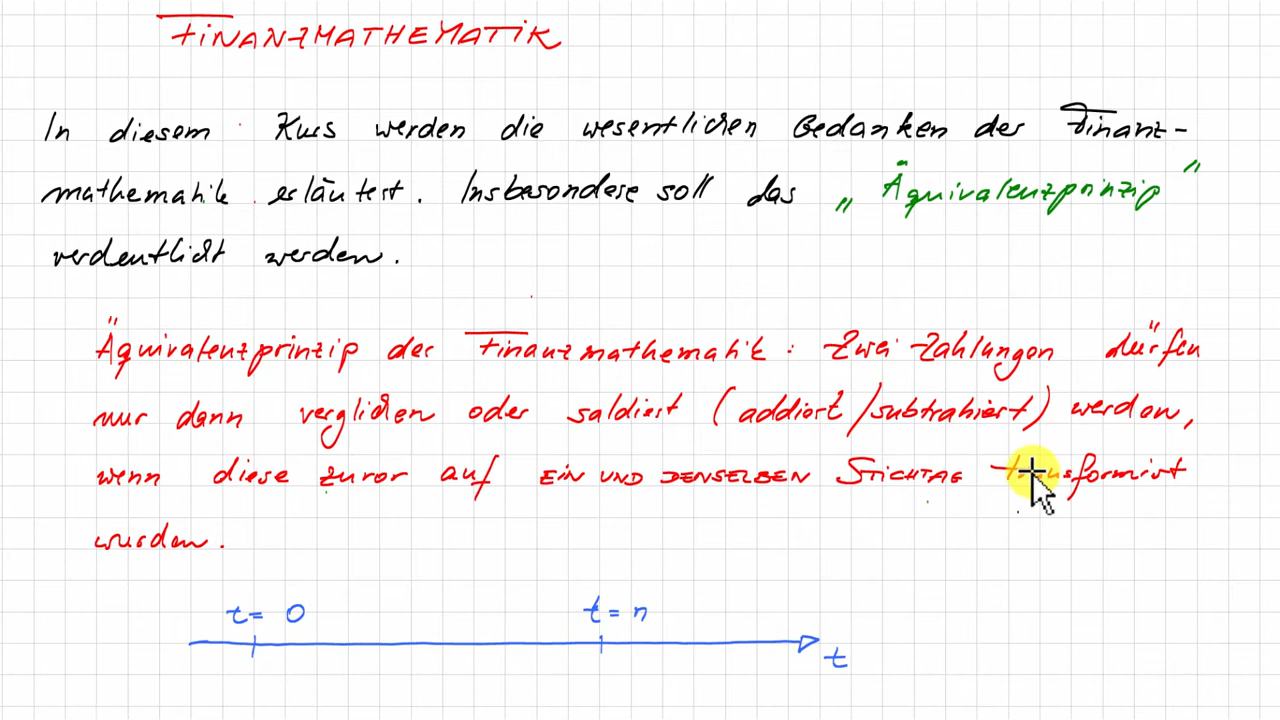 FINANZMATHEMATIK
In diesem Kurs werden die wesentlichen Gedanken der Finanz-
mathematik erläutert. Insbesondere soll das „Äquivalenzprinzip"
verdeutlicht werden.
Äquivalenzprinzip der Finanzmathematik: Zwei Zahlungen dürfen
nur dann verglichen oder saldiert (addiert/subtrahiert) werden,
wenn diese zuvor auf EIN UND DENSELBEN STICHTAG transformiert
wurden.
t = 0 t = n
t